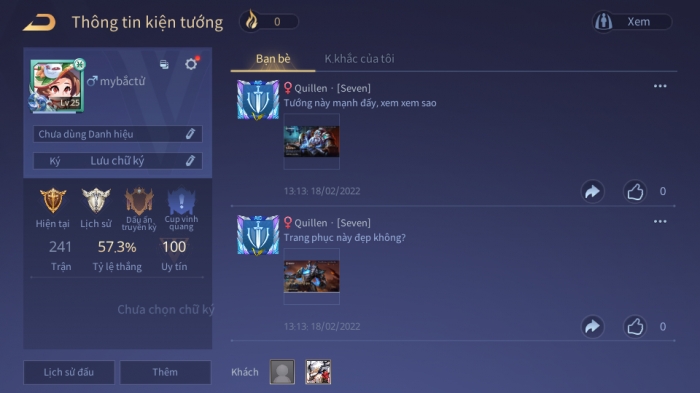 Thông tin kiện tướng
0
Xem
36
Lv 25
mybắctử
Chưa dùng Danh hiệu
Ký
Lưu chữ ký
Hiện tại
Lịch sử
Dấu ấn truyền kỳ
Cup vinh quang
241
57.3%
100
Trận
Tỷ lệ thắng
Uy tín
Chưa chọn chữ ký
Lịch sử đấu
Thêm
Bạn bè
K.khắc của tôi
Quillen · [Seven]
Tướng này mạnh đấy, xem xem sao
13:13: 18/02/2022
0
Quillen · [Seven]
Trang phục này đẹp không?
13:13: 18/02/2022
0
Khách